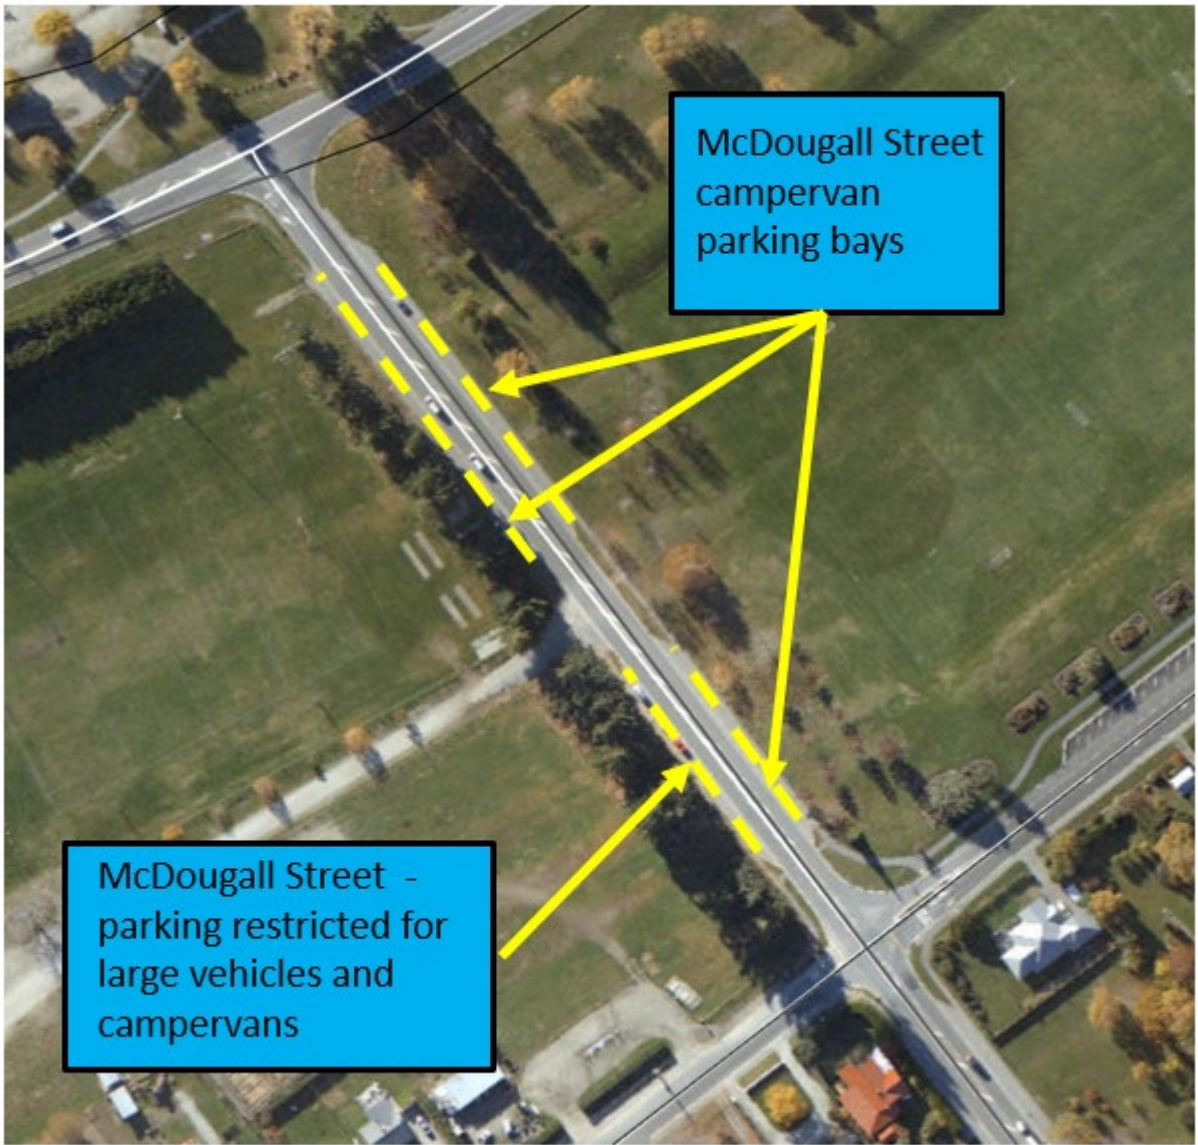 McDougall Street
campervan
parking bays
McDougall Street -
parking restricted for
large vehicles and
campervans